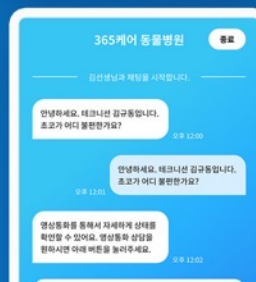 365케어 동물병원
종료
김선생님과 채팅을 시작합니다.
안녕하세요, 테크니션 김규동입니다.
초코가 어디 불편한가요?
오후 12:00
안녕하세요, 테크니션 김규동입니다.
초코가 어디 불편한가요?
오후 12:01
영상통화를 통해서 자세하게 상태를
확인할 수 있어요. 영상통화 상담을
원하시면 아래 버튼을 눌러주세요.
오후 12:02